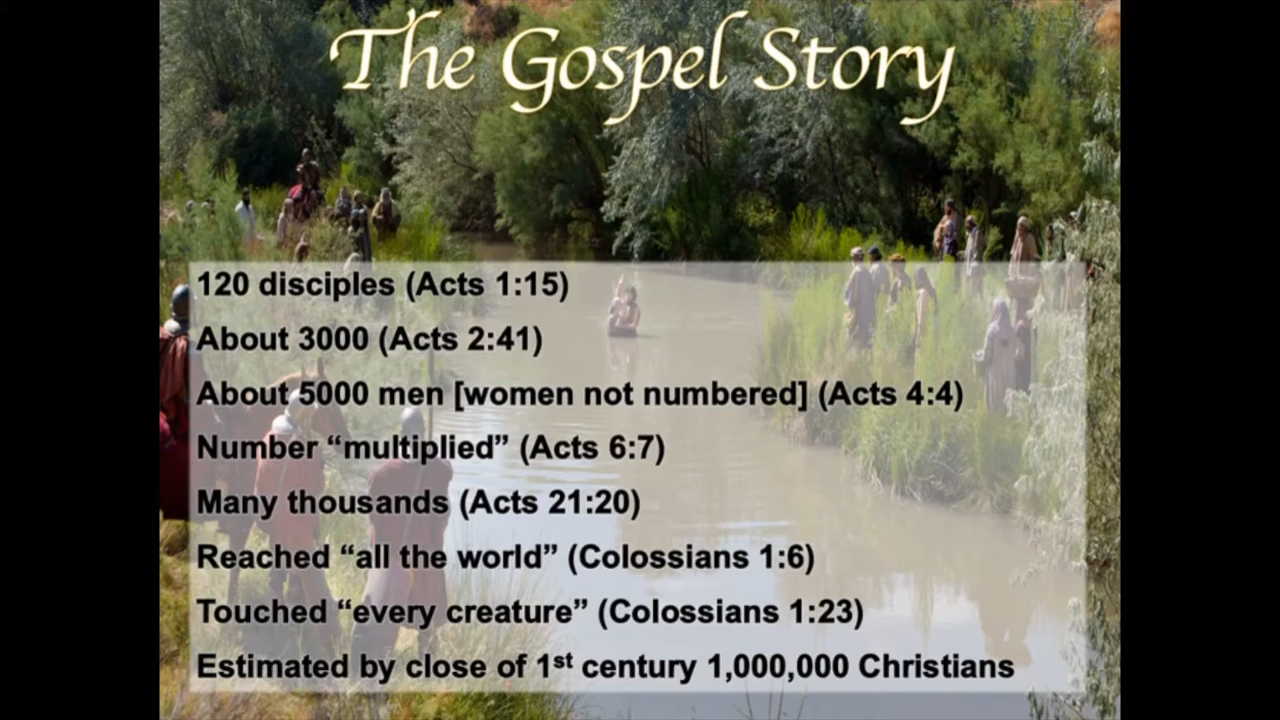 The Gospel Story
120 disciples (Acts 1:15)
About 3000 (Acts 2:41)
About 5000 men [women not numbered] (Acts 4:4)
Number “multiplied” (Acts 6:7)
Many thousands (Acts 21:20)
Reached “all the world” (Colossians 1:6)
Touched “every creature” (Colossians 1:23)
Estimated by close of 1st century 1,000,000 Christians